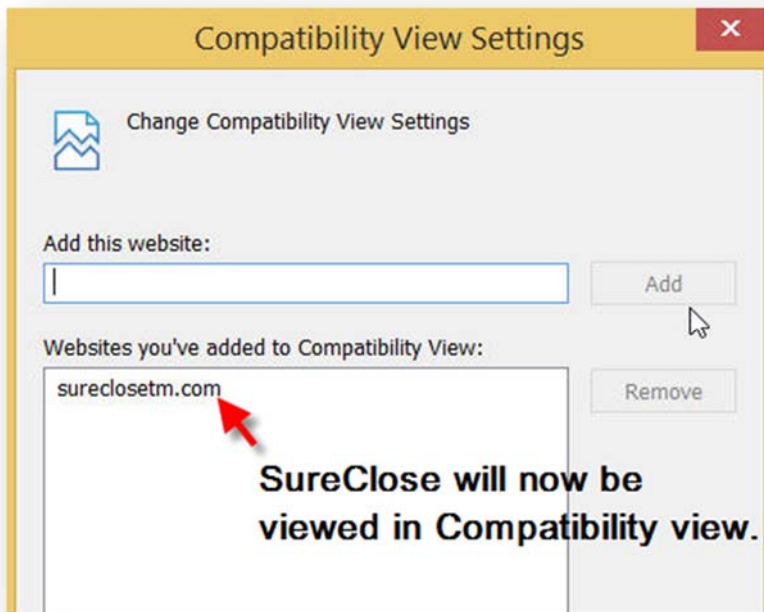 Compatibility View Settings
x
Change Compatibility View Settings
Add this website:
Add
Websites you've added to Compatibility View:
sureclosetm.com
Remove
SureClose will now be
viewed in Compatibility view.